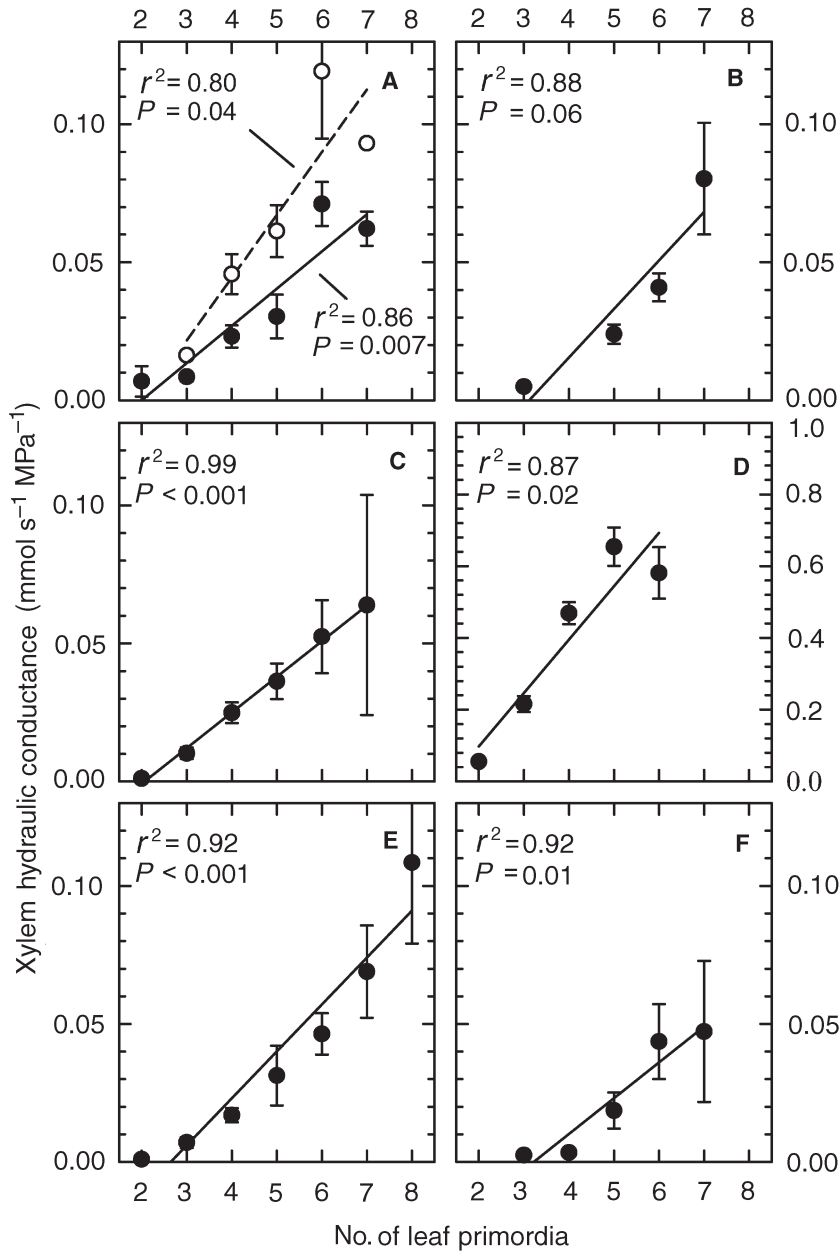 2 3 4 5 6 7 8 2 3 4 5 6 7 8
r² = 0.80
P = 0.04
A
r² = 0.86
P = 0.007
0.10
0.05
0.00
r² = 0.88
P = 0.06
B
0.10
0.05
0.00
r² = 0.99
P < 0.001
C
0.10
0.05
0.00
r² = 0.87
P = 0.02
D
1.0
0.8
0.6
0.4
0.2
0.0
r² = 0.92
P < 0.001
E
0.10
0.05
0.00
r² = 0.92
P = 0.01
F
0.10
0.05
0.00
2 3 4 5 6 7 8 2 3 4 5 6 7 8
Xylem hydraulic conductance (mmol s⁻¹ MPa⁻¹)
No. of leaf primordia